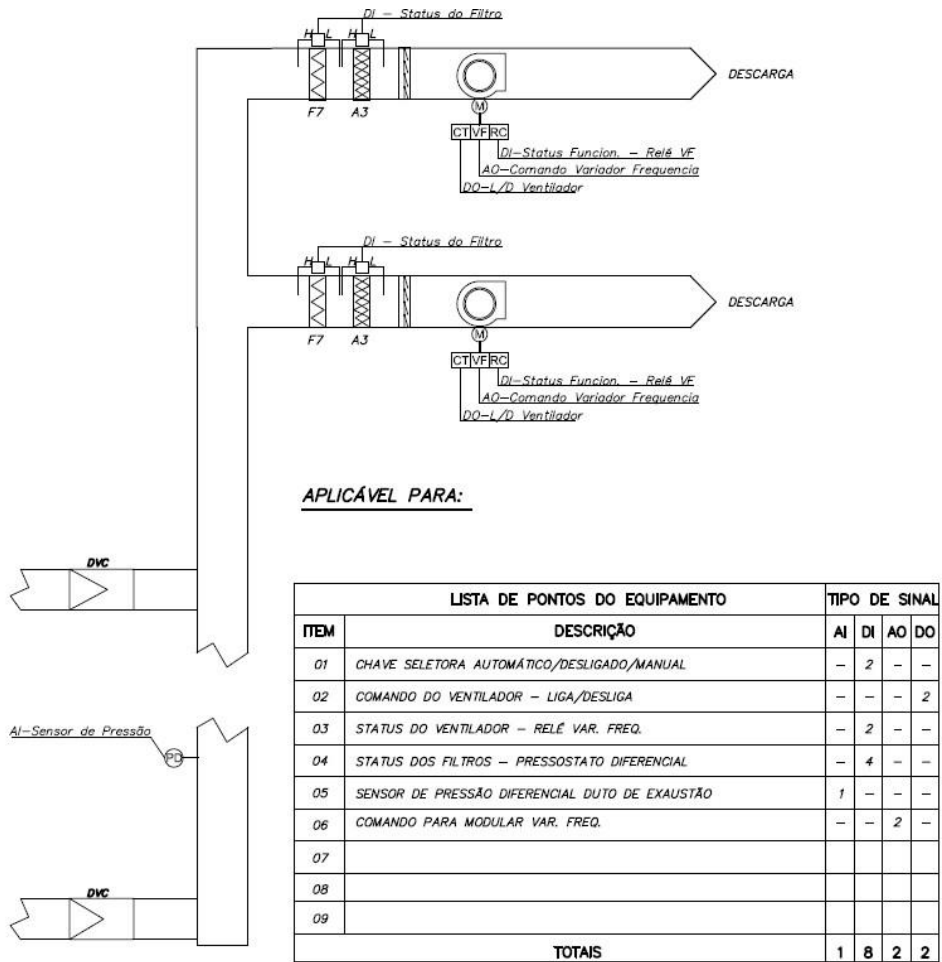 DI – Status do Filtro
H L H L
DESCARGA
F7 A3
M
CT VF RC
DI–Status Funcion. – Relé VF
AO–Comando Variador Frequencia
DO–L/D Ventilador
DI – Status do Filtro
H L H L
DESCARGA
F7 A3
M
CT VF RC
DI–Status Funcion. – Relé VF
AO–Comando Variador Frequencia
DO–L/D Ventilador
APLICÁVEL PARA:
DVC
AI–Sensor de Pressão
PD
DVC
LISTA DE PONTOS DO EQUIPAMENTO TIPO DE SINAL
ITEM DESCRIÇÃO AI DI AO DO
01 CHAVE SELETORA AUTOMÁTICO/DESLIGADO/MANUAL – 2 – –
02 COMANDO DO VENTILADOR – LIGA/DESLIGA – – – 2
03 STATUS DO VENTILADOR – RELÉ VAR. FREQ. – 2 – –
04 STATUS DOS FILTROS – PRESSOSTATO DIFERENCIAL – 4 – –
05 SENSOR DE PRESSÃO DIFERENCIAL DUTO DE EXAUSTÃO 1 – – –
06 COMANDO PARA MODULAR VAR. FREQ. – – 2 –
07
08
09
TOTAIS 1 8 2 2